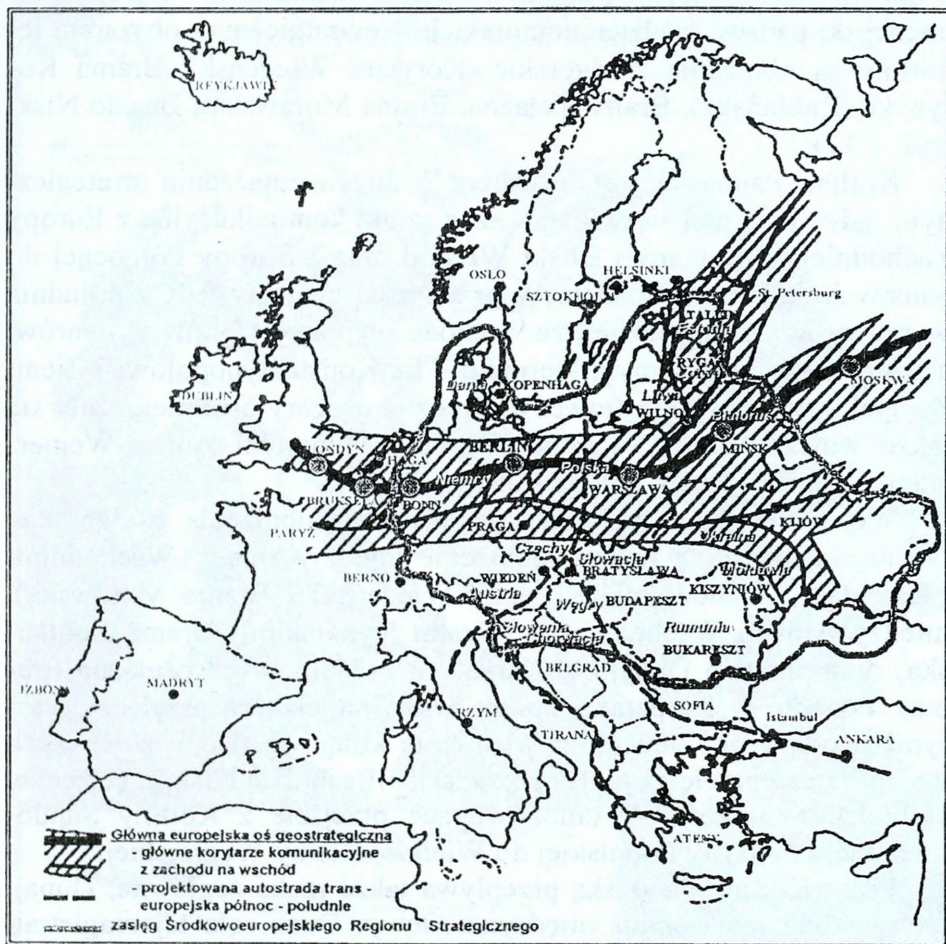 REYKJAVIK
OSLO
HELSINKI
SZTOKHOLM
St. Petersburg
TALLIN
Estonia
RYGA
MOSKWA
DUBLIN
Dania
KOPENHAGA
WILNO
Białoruś
MIŃSK
LONDYN
HAGA
BERLIN
Niemcy
Polska
WARSZAWA
BRUKSELA
BONN
PARYŻ
PRAGA
KIJÓW
Ukraina
Czechy
Słowacja
BERNO
WIEDEŃ
BRATYSŁAWA
Mołdawia
Austria
KISZYNIÓW
Węgry
BUDAPESZT
Słowenia
Chorwacja
Rumunia
BUKARESZT
BELGRAD
LIZBONA
MADRYT
RZYM
SOFIA
TIRANA
Istambuł
ANKARA
ATENY
Główna europejska oś geostrategiczna
główne korytarze komunikacyjne
z zachodu na wschód
projektowana autostrada trans
europejska północ - południe
zasięg środkowoeuropejskiego Regionu Strategicznego